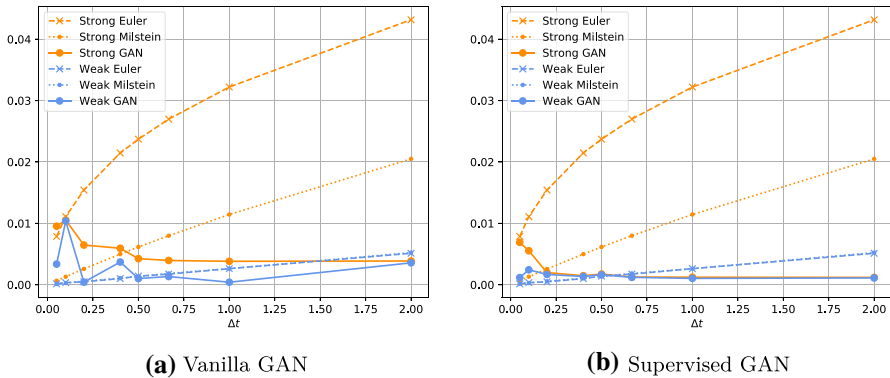 Strong Euler
Strong Milstein
Strong GAN
Weak Euler
Weak Milstein
Weak GAN
0.04
0.03
0.02
0.01
0.00
0.00 0.25 0.50 0.75 1.00 1.25 1.50 1.75 2.00
Δt
(a) Vanilla GAN
Strong Euler
Strong Milstein
Strong GAN
Weak Euler
Weak Milstein
Weak GAN
0.04
0.03
0.02
0.01
0.00
0.00 0.25 0.50 0.75 1.00 1.25 1.50 1.75 2.00
Δt
(b) Supervised GAN